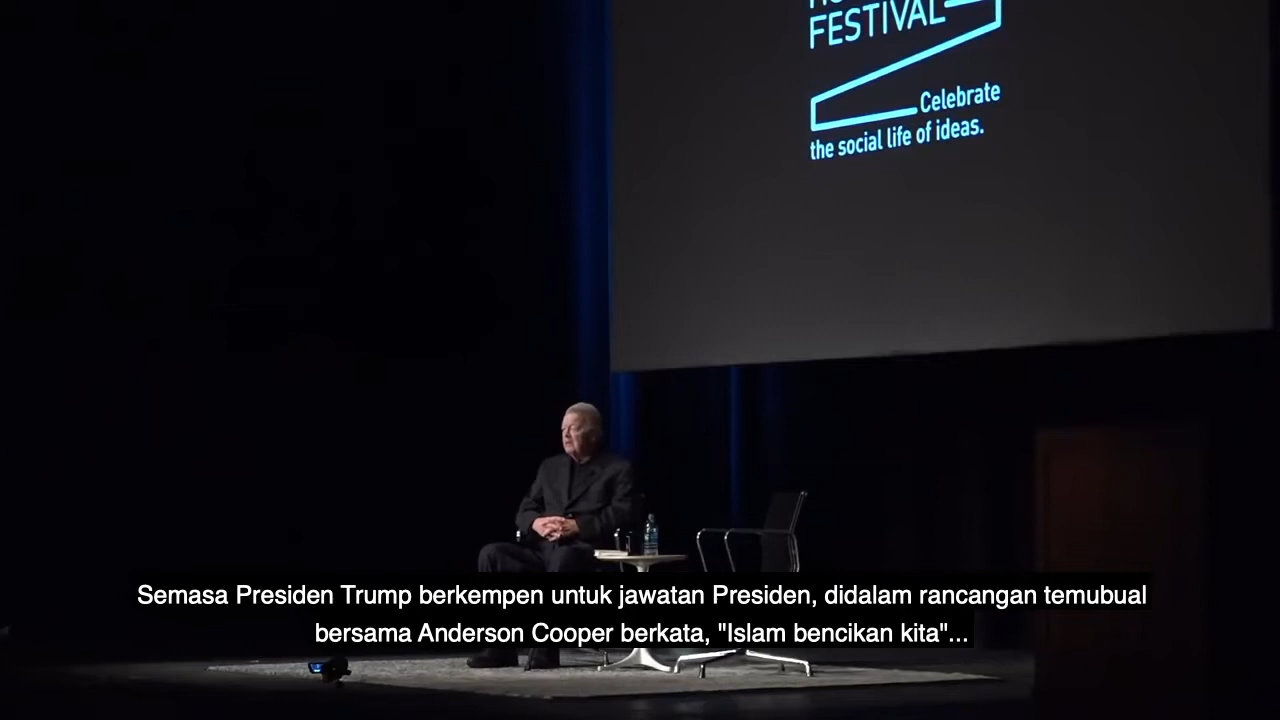 FESTIVAL
Celebrate
the social life of ideas.
Semasa Presiden Trump berkempen untuk jawatan Presiden, didalam rancangan temubual
bersama Anderson Cooper berkata, "Islam bencikan kita"...